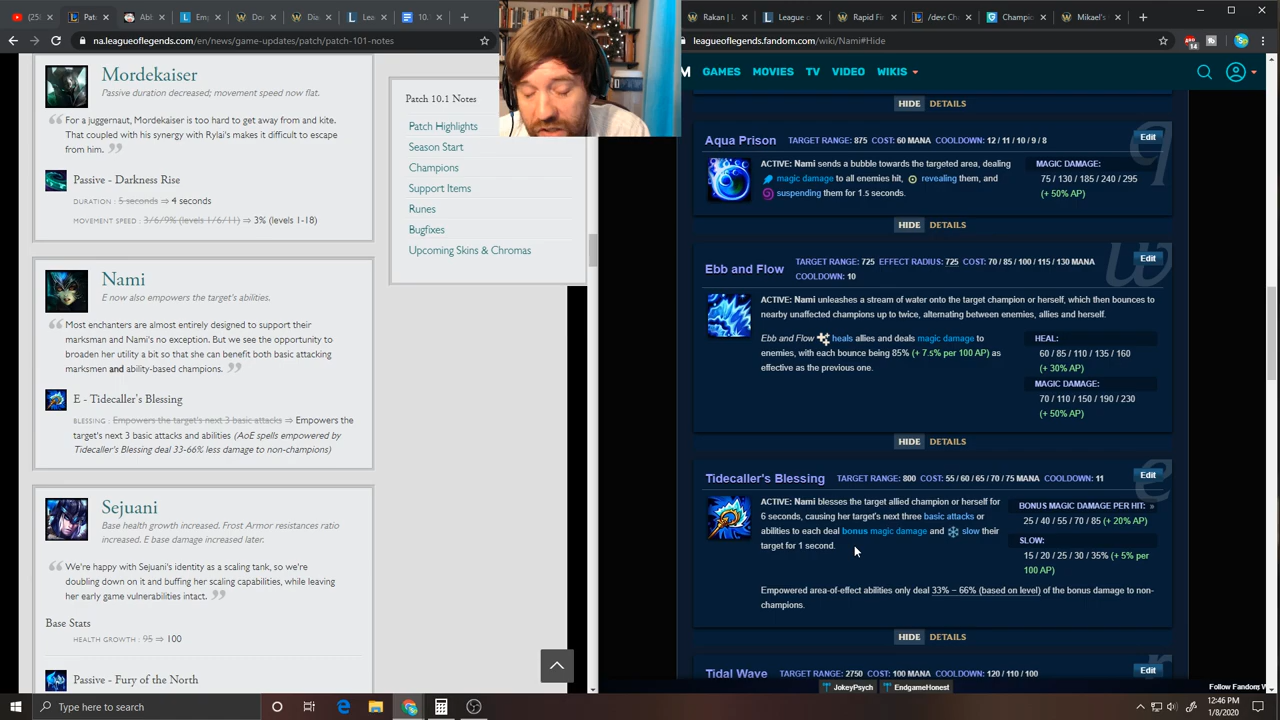 (25
Pat
Mordek
L
Em
W
Do
W
Dia
L
Lea
10.1
Rakan | L
League o
Rapid Fir
/dev: Ch
Champio
Mikael's
na.leagueoflegends.com/en/news/game-updates/patch/patch-101-notes
leagueoflegends.fandom.com/wiki/Nami#Hide
14
M GAMES MOVIES TV VIDEO WIKIS
Mordekaiser
Passive duration decreased; movement speed now flat.
For a juggernaut, Mordekaiser is too hard to get away from and kite.
That coupled with his synergy with Rylai's makes it difficult to escape
from him.
Passive - Darkness Rise
DURATION : 5 seconds ⇒ 4 seconds
MOVEMENT SPEED : 3/6/9% (levels 1/6/11) ⇒ 3% (levels 1-18)
Nami
E now also empowers the target's abilities.
Most enchanters are almost entirely designed to support their
marksman and Nami's no exception. But we see the opportunity to
broaden her utility a bit so that she can benefit both basic attacking
marksmen and ability-based champions.
E - Tidecaller's Blessing
BLESSING : Empowers the target's next 3 basic attacks ⇒ Empowers the
target's next 3 basic attacks and abilities (AoE spells empowered by
Tidecaller's Blessing deal 33-66% less damage to non-champions)
Sejuani
Base health growth increased. Frost Armor resistances ratio
increased. E base damage increased later.
We're happy with Sejuani's identity as a scaling tank, so we're
doubling down on it and buffing her scaling capabilities, while leaving
her early game vulnerabilities intact.
Base Stats
HEALTH GROWTH : 95 ⇒ 100
Passive - Fury of the North
Patch 10.1 Notes
Patch Highlights
Season Start
Champions
Support Items
Runes
Bugfixes
Upcoming Skins & Chromas
HIDE DETAILS
Aqua Prison TARGET RANGE: 875 COST: 60 MANA COOLDOWN: 12 / 11 / 10 / 9 / 8
Edit
ACTIVE: Nami sends a bubble towards the targeted area, dealing
magic damage to all enemies hit, revealing them, and
suspending them for 1.5 seconds.
MAGIC DAMAGE:
75 / 130 / 185 / 240 / 295
(+ 50% AP)
HIDE DETAILS
Ebb and Flow TARGET RANGE: 725 EFFECT RADIUS: 725 COST: 70 / 85 / 100 / 115 / 130 MANA
COOLDOWN: 10
Edit
ACTIVE: Nami unleashes a stream of water onto the target champion or herself, which then bounces to
nearby unaffected champions up to twice, alternating between enemies, allies and herself.
Ebb and Flow heals allies and deals magic damage to
enemies, with each bounce being 85% (+ 7.5% per 100 AP) as
effective as the previous one.
HEAL:
60 / 85 / 110 / 135 / 160
(+ 30% AP)
MAGIC DAMAGE:
70 / 110 / 150 / 190 / 230
(+ 50% AP)
HIDE DETAILS
Tidecaller's Blessing TARGET RANGE: 800 COST: 55 / 60 / 65 / 70 / 75 MANA COOLDOWN: 11
Edit
ACTIVE: Nami blesses the target allied champion or herself for
6 seconds, causing her target's next three basic attacks or
abilities to each deal bonus magic damage and slow their
target for 1 second.
BONUS MAGIC DAMAGE PER HIT: »
25 / 40 / 55 / 70 / 85 (+ 20% AP)
SLOW:
15 / 20 / 25 / 30 / 35% (+ 5% per
100 AP)
Empowered area-of-effect abilities only deal 33% – 66% (based on level) of the bonus damage to non-
champions.
HIDE DETAILS
Tidal Wave TARGET RANGE: 2750 COST: 100 MANA COOLDOWN: 120 / 110 / 100
Edit
JokeyPsych EndgameHonest
Follow Fandom
Type here to search
12:46 PM
1/8/2020